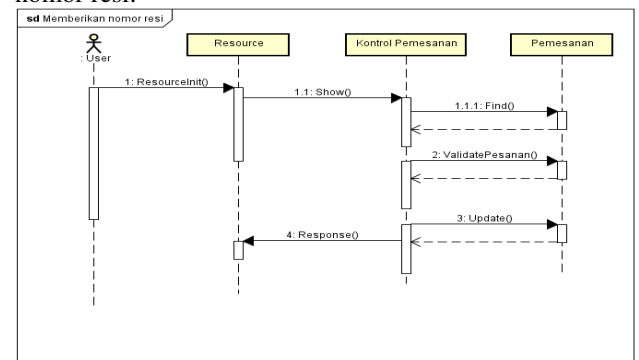 nomor resi.
sd Memberikan nomor resi
: User
Resource
Kontrol Pemesanan
Pemesanan
1: ResourceInit()
1.1: Show()
1.1.1: Find()
2: ValidatePesanan()
3: Update()
4: Response()